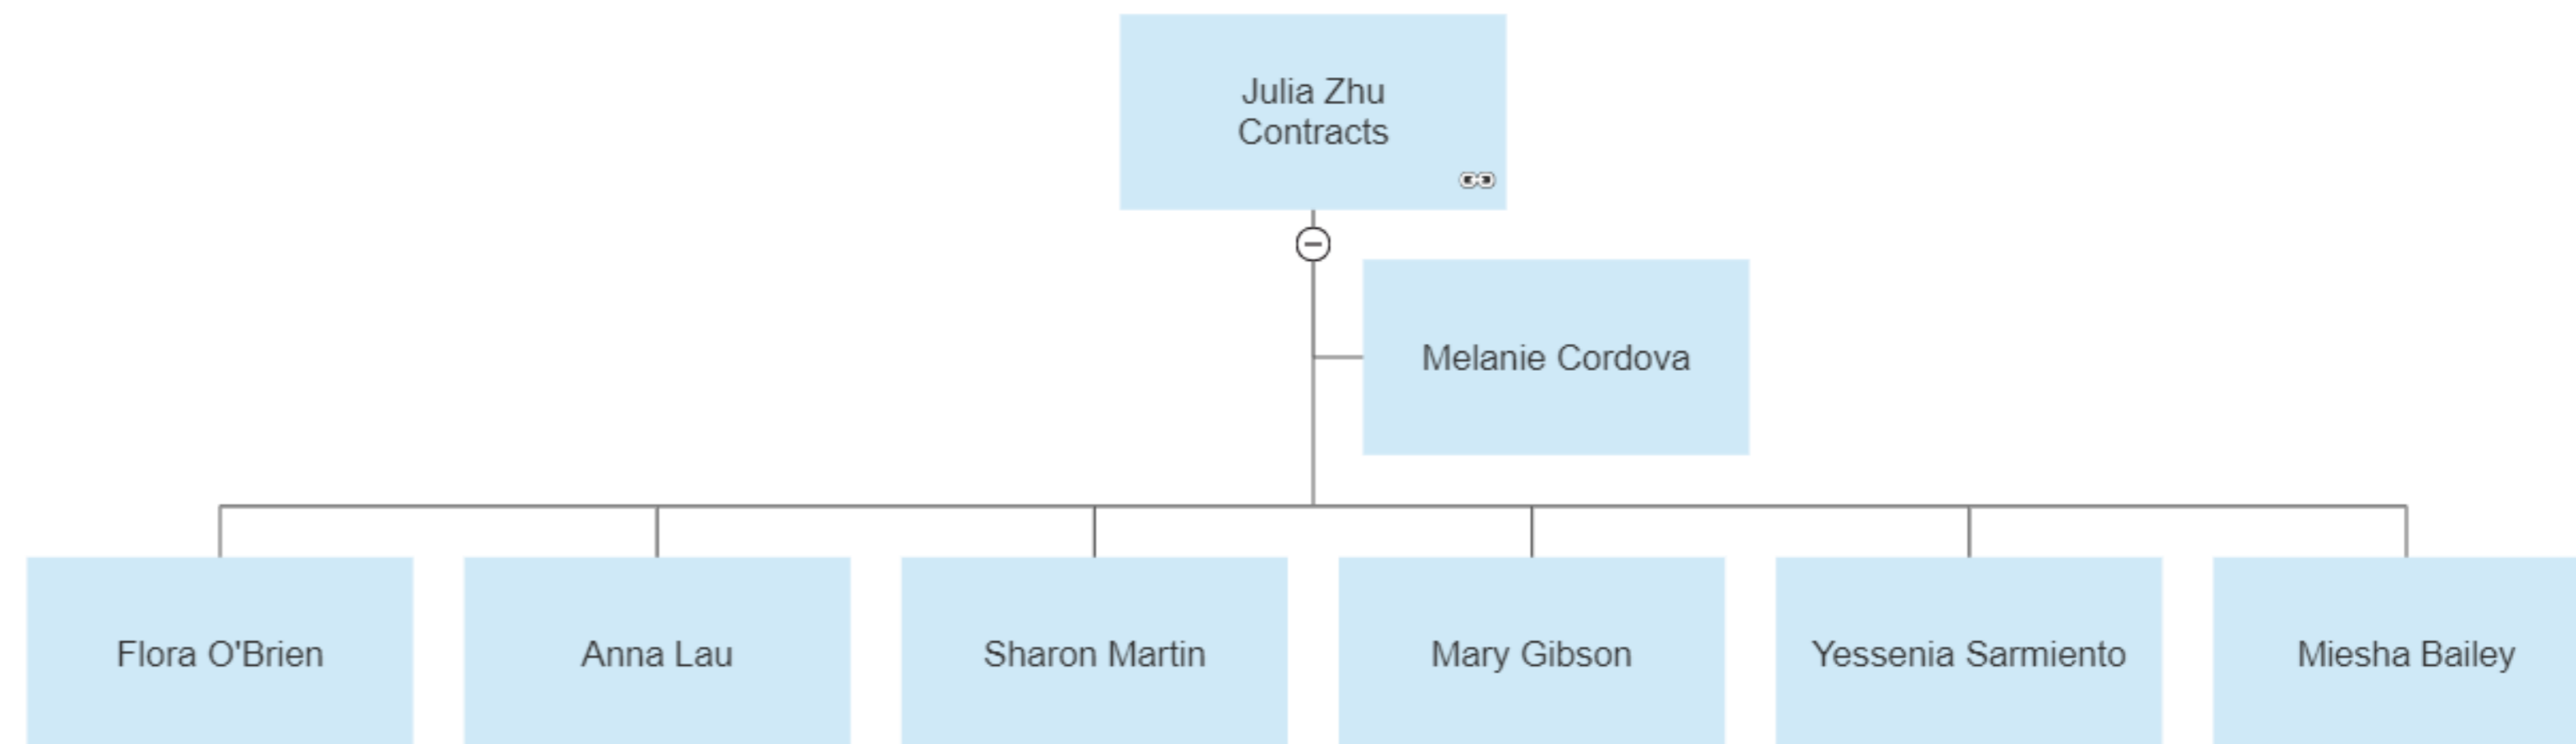 Julia Zhu
Contracts
Melanie Cordova
Flora O'Brien
Anna Lau
Sharon Martin
Mary Gibson
Yessenia Sarmiento
Miesha Bailey